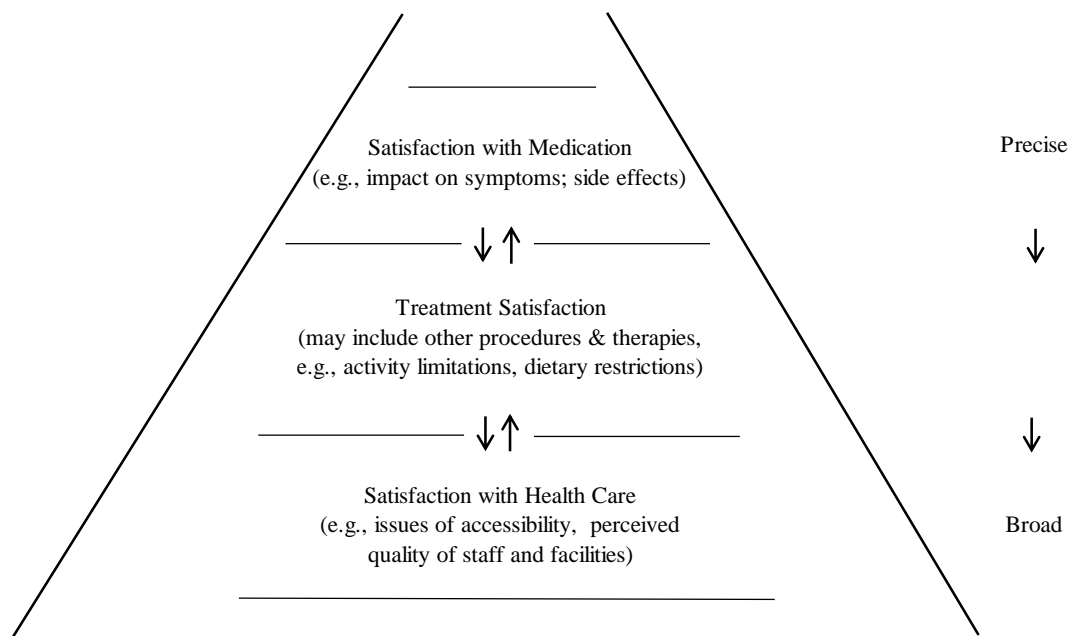 Satisfaction with Medication
(e.g., impact on symptoms; side effects)
Precise
Treatment Satisfaction
(may include other procedures & therapies,
e.g., activity limitations, dietary restrictions)
Satisfaction with Health Care
(e.g., issues of accessibility, perceived
quality of staff and facilities)
Broad